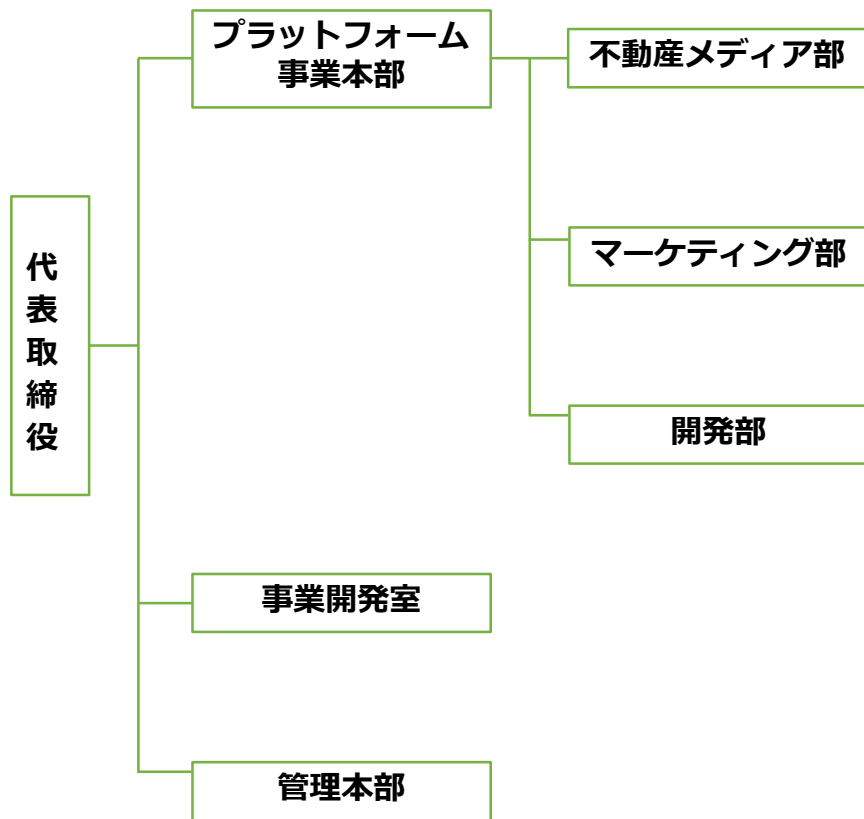 プラットフォーム
事業本部
不動産メディア部
マーケティング部
開発部
代表取締役
事業開発室
管理本部